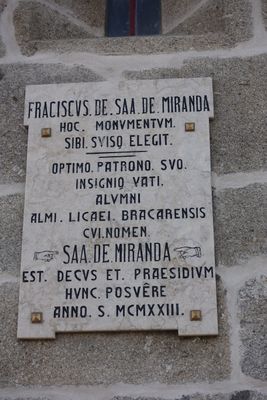 FRACISCVS. DE. SAA. DE. MIRANDA
HOC. MONVMENTVM.
SIBI. SVISQ ELEGIT.
OPTIMO. PATRONO. SVO.
INSIGNIO VATI.
ALVMNI
ALMI. LICAEI. BRACARENSIS
CVI.NOMEN.
SAA. DE. MIRANDA
EST. DECVS ET. PRAESIDIVM
HVNC. POSVÊRE
ANNO. S. MCMXXIII.